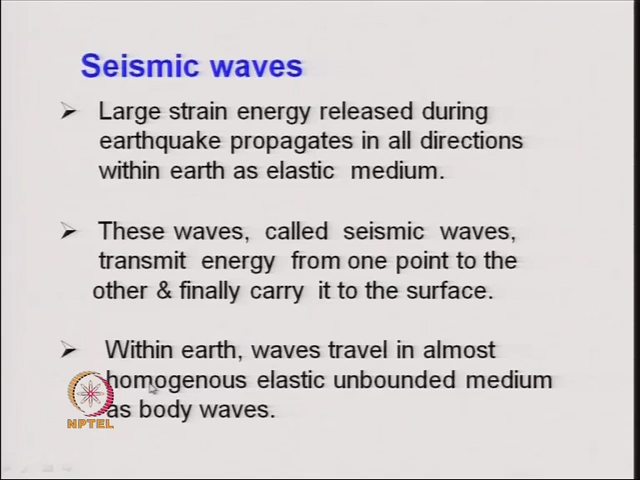 Seismic waves
Large strain energy released during
earthquake propagates in all directions
within earth as elastic medium.
These waves, called seismic waves,
transmit energy from one point to the
other & finally carry it to the surface.
Within earth, waves travel in almost
homogenous elastic unbounded medium
as body waves.
NPTEL